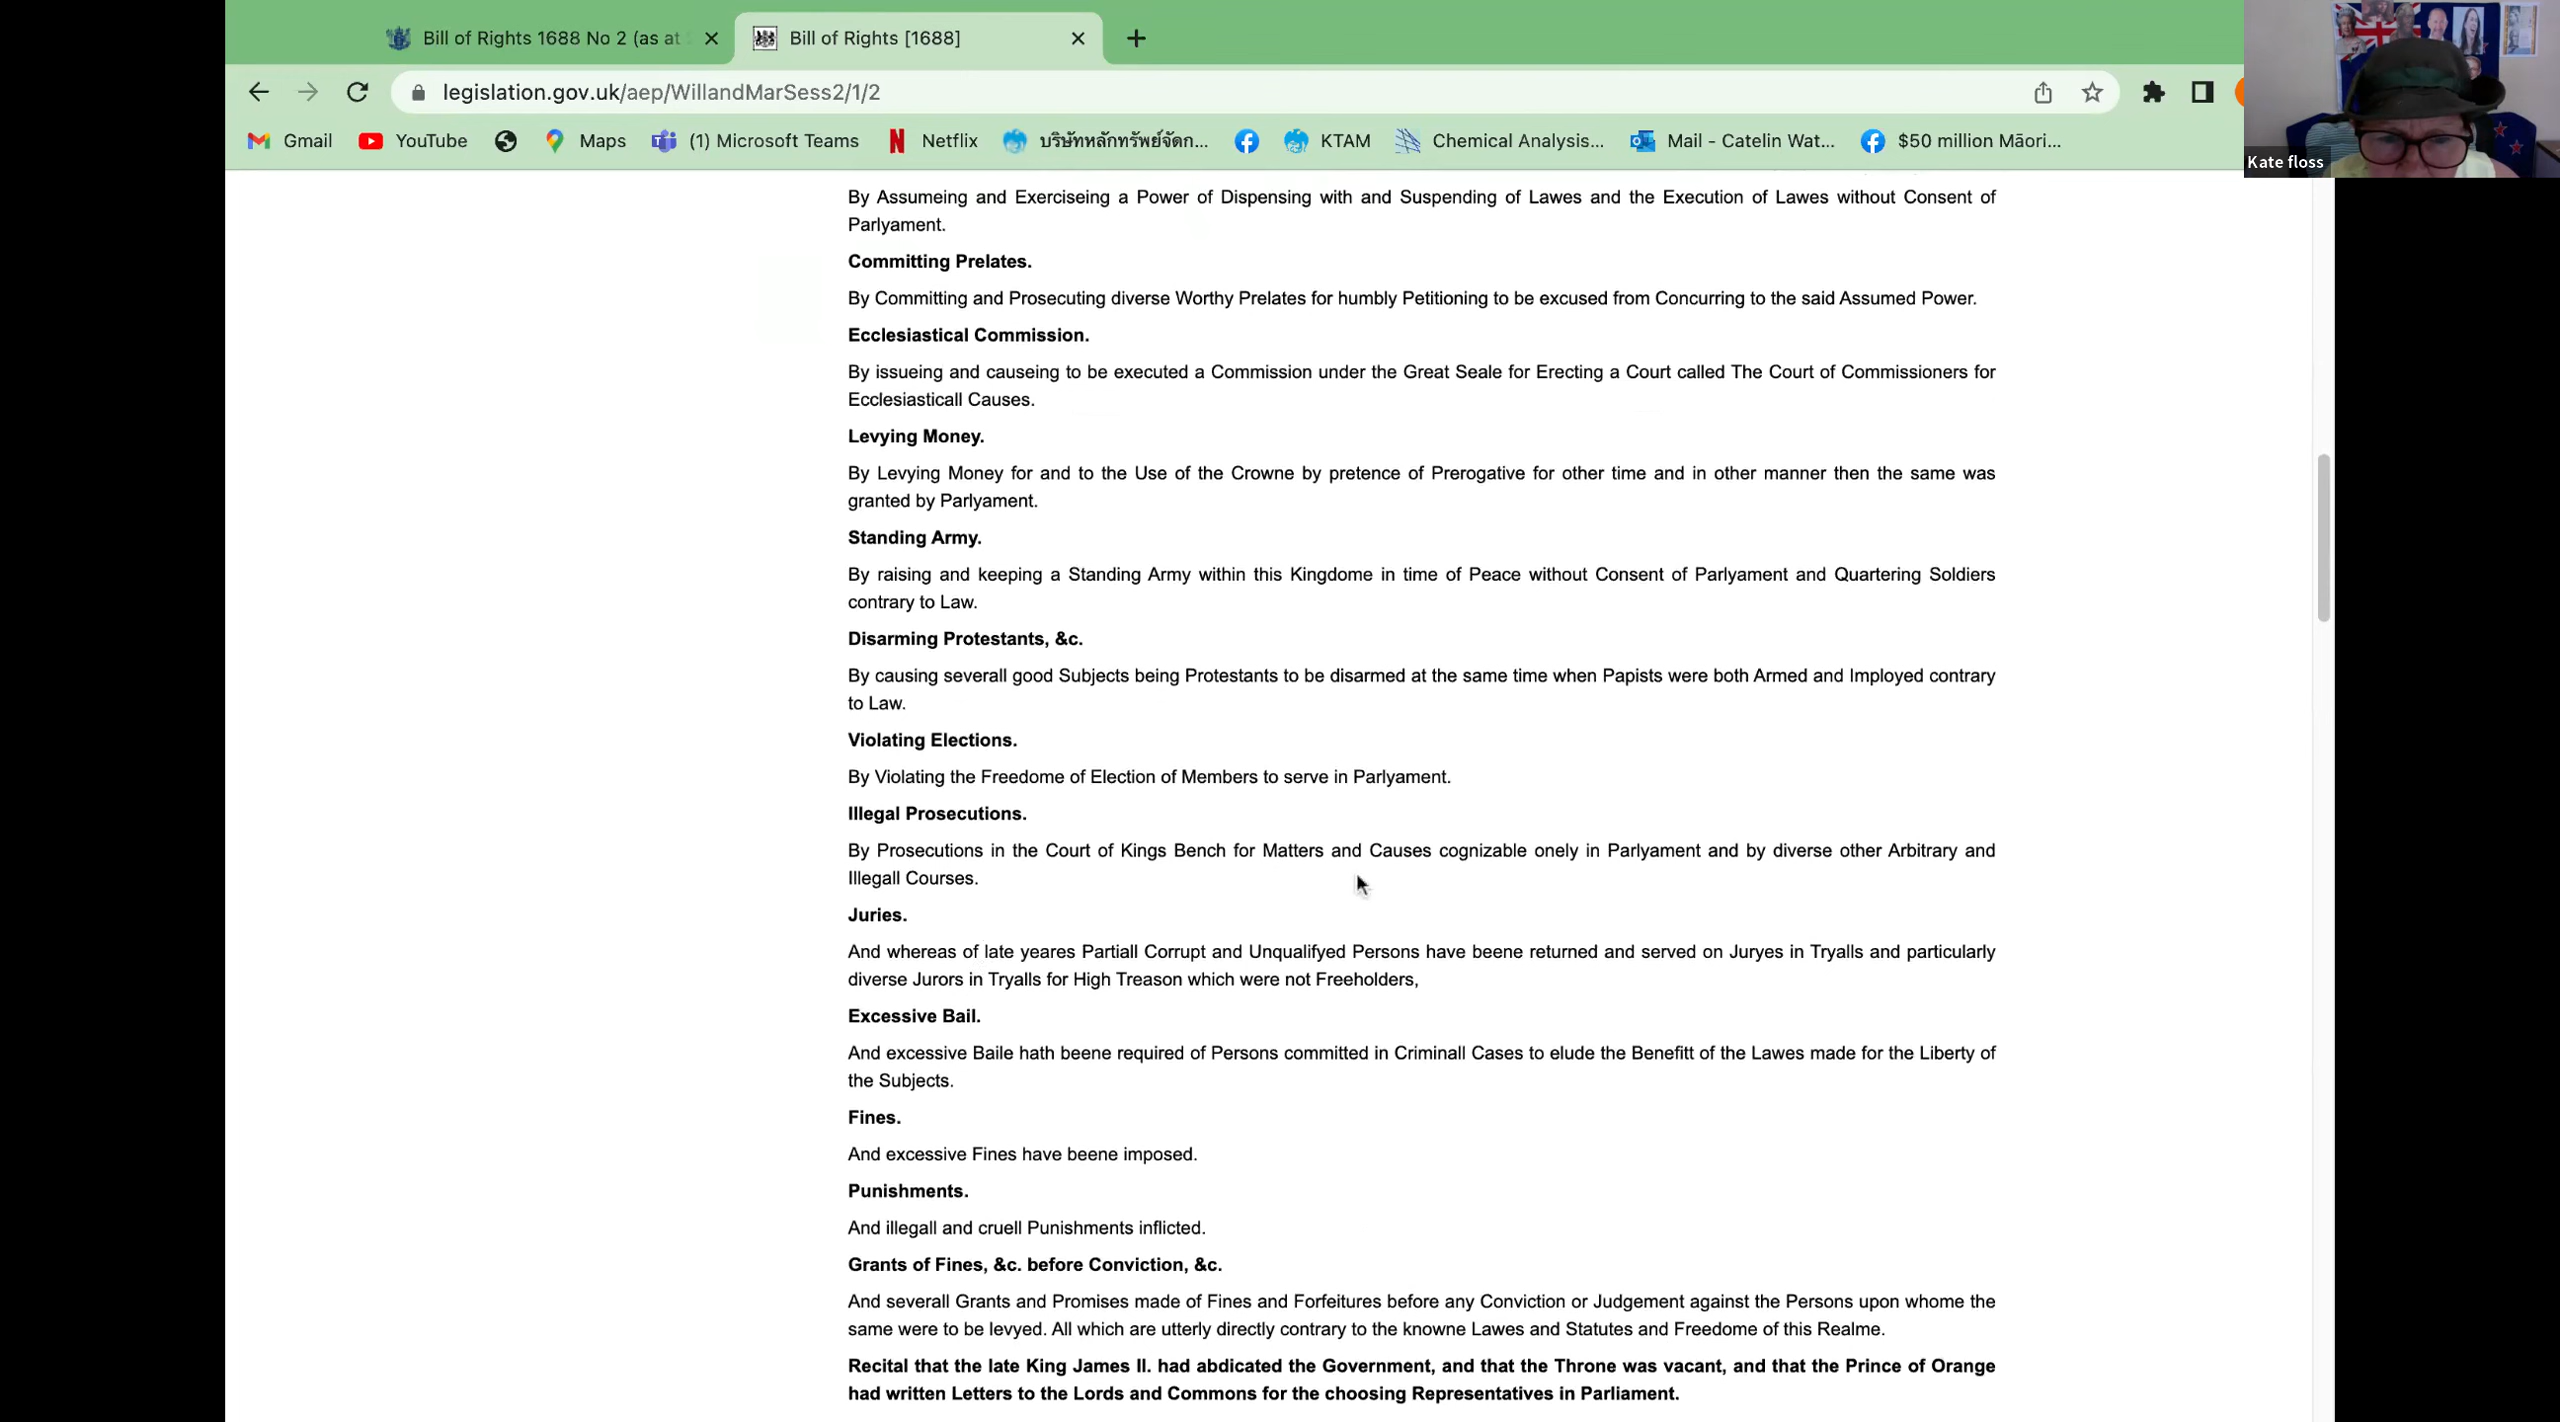 Bill of Rights 1688 No 2 (as at
Bill of Rights [1688]
legislation.gov.uk/aep/WillandMarSess2/1/2
Gmail
YouTube
Maps
(1) Microsoft Teams
Netflix
บริษัทหลักทรัพย์จัดก...
KTAM
Chemical Analysis...
Mail - Catelin Wat...
$50 million Māori...
Kate floss
By Assumeing and Exerciseing a Power of Dispensing with and Suspending of Lawes and the Execution of Lawes without Consent of
Parlyament.
Committing Prelates.
By Committing and Prosecuting diverse Worthy Prelates for humbly Petitioning to be excused from Concurring to the said Assumed Power.
Ecclesiastical Commission.
By issueing and causeing to be executed a Commission under the Great Seale for Erecting a Court called The Court of Commissioners for
Ecclesiasticall Causes.
Levying Money.
By Levying Money for and to the Use of the Crowne by pretence of Prerogative for other time and in other manner then the same was
granted by Parlyament.
Standing Army.
By raising and keeping a Standing Army within this Kingdome in time of Peace without Consent of Parlyament and Quartering Soldiers
contrary to Law.
Disarming Protestants, &c.
By causing severall good Subjects being Protestants to be disarmed at the same time when Papists were both Armed and Imployed contrary
to Law.
Violating Elections.
By Violating the Freedome of Election of Members to serve in Parlyament.
Illegal Prosecutions.
By Prosecutions in the Court of Kings Bench for Matters and Causes cognizable onely in Parlyament and by diverse other Arbitrary and
Illegall Courses.
Juries.
And whereas of late yeares Partiall Corrupt and Unqualifyed Persons have beene returned and served on Juryes in Tryalls and particularly
diverse Jurors in Tryalls for High Treason which were not Freeholders,
Excessive Bail.
And excessive Baile hath beene required of Persons committed in Criminall Cases to elude the Benefitt of the Lawes made for the Liberty of
the Subjects.
Fines.
And excessive Fines have beene imposed.
Punishments.
And illegall and cruell Punishments inflicted.
Grants of Fines, &c. before Conviction, &c.
And severall Grants and Promises made of Fines and Forfeitures before any Conviction or Judgement against the Persons upon whome the
same were to be levyed. All which are utterly directly contrary to the knowne Lawes and Statutes and Freedome of this Realme.
Recital that the late King James II. had abdicated the Government, and that the Throne was vacant, and that the Prince of Orange
had written Letters to the Lords and Commons for the choosing Representatives in Parliament.